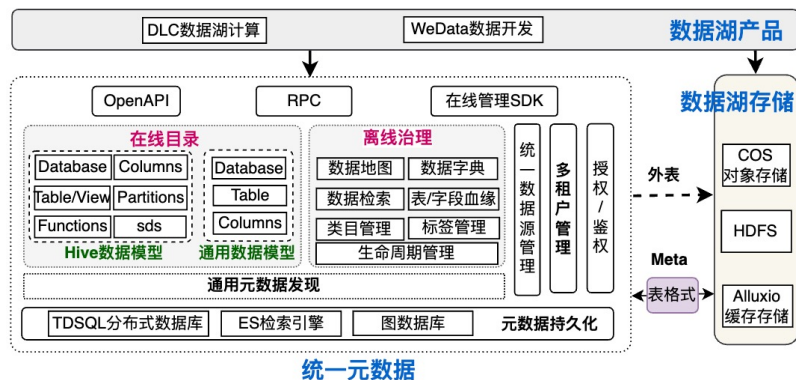 DLC数据湖计算
WeData数据开发
数据湖产品
OpenAPI
RPC
在线管理SDK
在线目录
Database
Columns
Table/View
Partitions
Functions
sds
Hive数据模型
Database
Table
Columns
通用数据模型
离线治理
数据地图
数据字典
数据检索
表/字段血缘
类目管理
标签管理
生命周期管理
统一数据源管理
多租户管理
授权/鉴权
通用元数据发现
TDSQL分布式数据库
ES检索引擎
图数据库
元数据持久化
统一元数据
外表
Meta
表格式
数据湖存储
COS
对象存储
HDFS
Alluxio
缓存存储